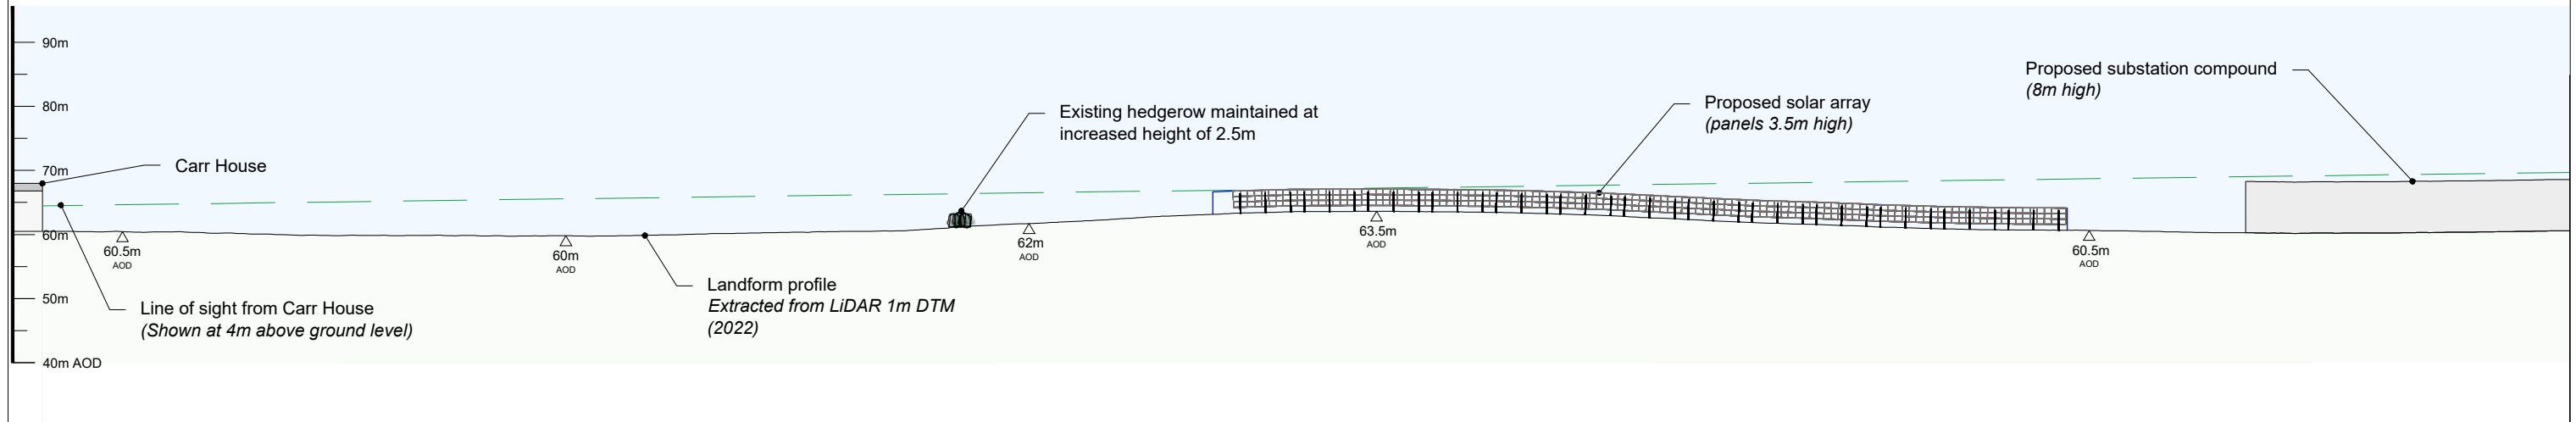 90m
80m
70m
60m
50m
40m AOD
Carr House
Line of sight from Carr House
(Shown at 4m above ground level)
60.5m
AOD
60m
AOD
Landform profile
Extracted from LiDAR 1m DTM
(2022)
Existing hedgerow maintained at
increased height of 2.5m
62m
AOD
63.5m
AOD
Proposed solar array
(panels 3.5m high)
Proposed substation compound
(8m high)
60.5m
AOD